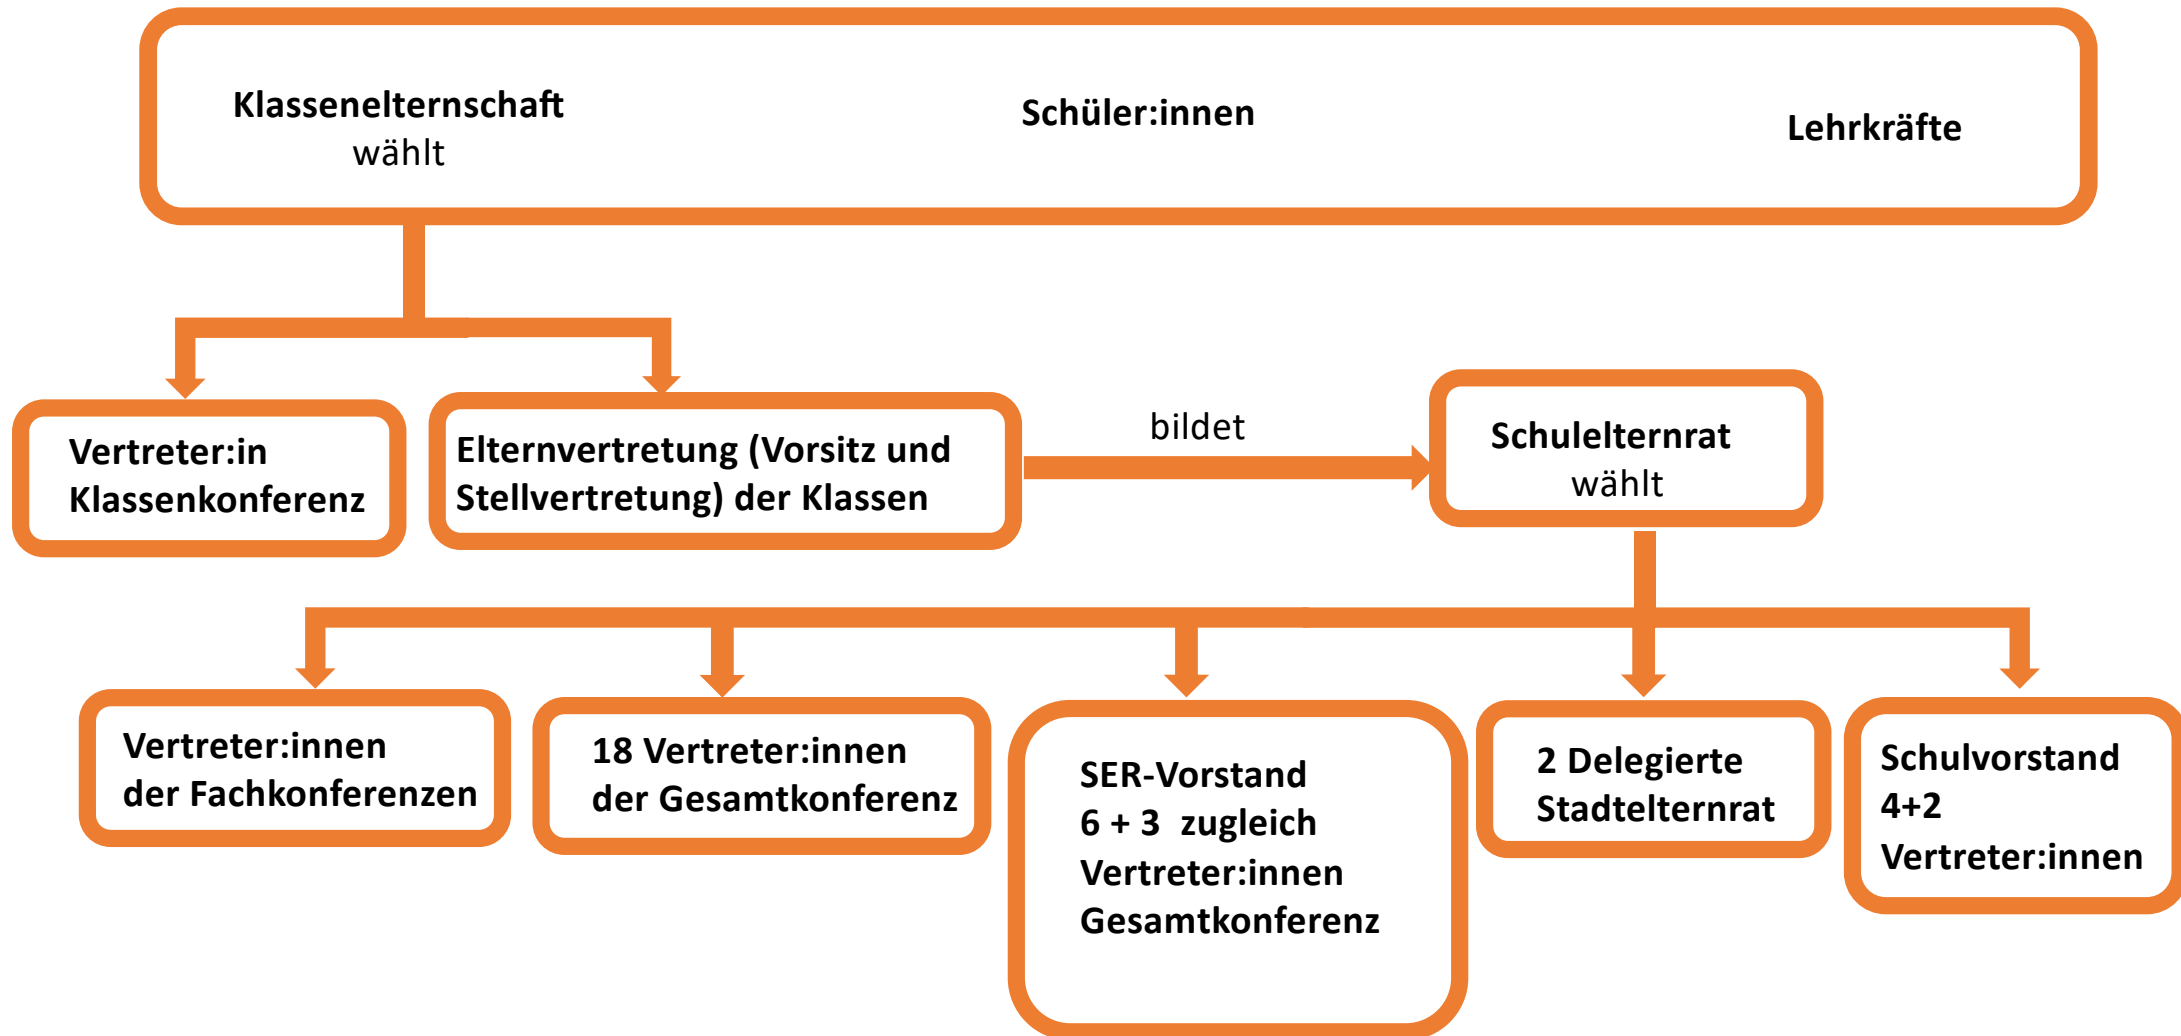 Klassenelternschaft
wählt
Schüler:innen
Lehrkräfte
Vertreter:in
Klassenkonferenz
Elternvertretung (Vorsitz und
Stellvertretung) der Klassen
bildet
Schulelternrat
wählt
Vertreter:innen
der Fachkonferenzen
18 Vertreter:innen
der Gesamtkonferenz
SER-Vorstand
6 + 3 zugleich
Vertreter:innen
Gesamtkonferenz
2 Delegierte
Stadtelternrat
Schulvorstand
4+2
Vertreter:innen